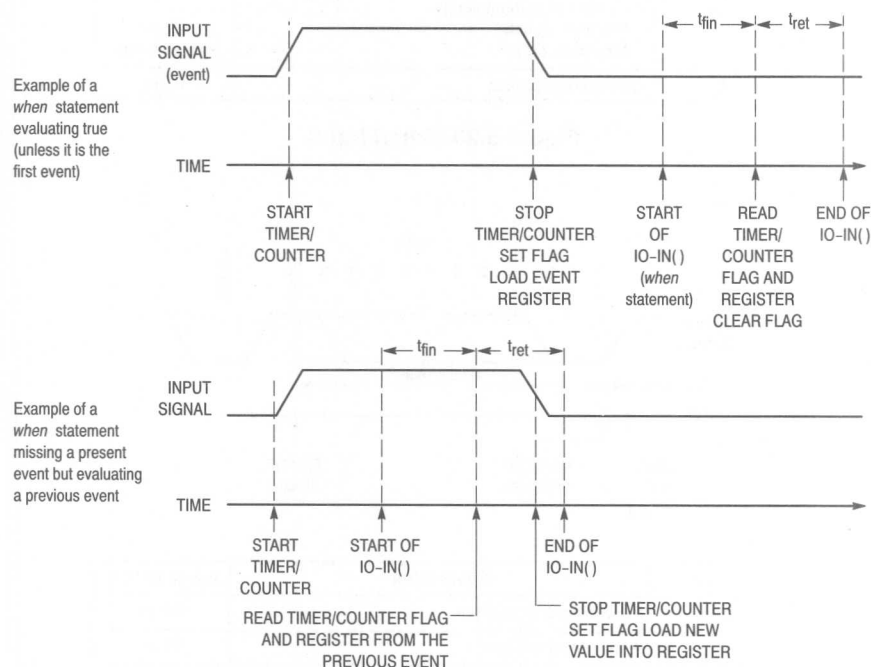 INPUT
SIGNAL
(event)
tfin
tret
Example of a
when statement
evaluating true
(unless it is the
first event)
TIME
START
TIMER/
COUNTER
STOP
TIMER/COUNTER
SET FLAG
LOAD EVENT
REGISTER
START
OF
IO-IN( )
(when
statement)
READ
TIMER/
COUNTER
FLAG AND
REGISTER
CLEAR FLAG
END OF
IO-IN( )
tfin
tret
INPUT
SIGNAL
Example of a
when statement
missing a present
event but evaluating
a previous event
TIME
START
TIMER/
COUNTER
START OF
IO-IN( )
END OF
IO-IN( )
READ TIMER/COUNTER FLAG
AND REGISTER FROM THE
PREVIOUS EVENT
STOP TIMER/COUNTER
SET FLAG LOAD NEW
VALUE INTO REGISTER